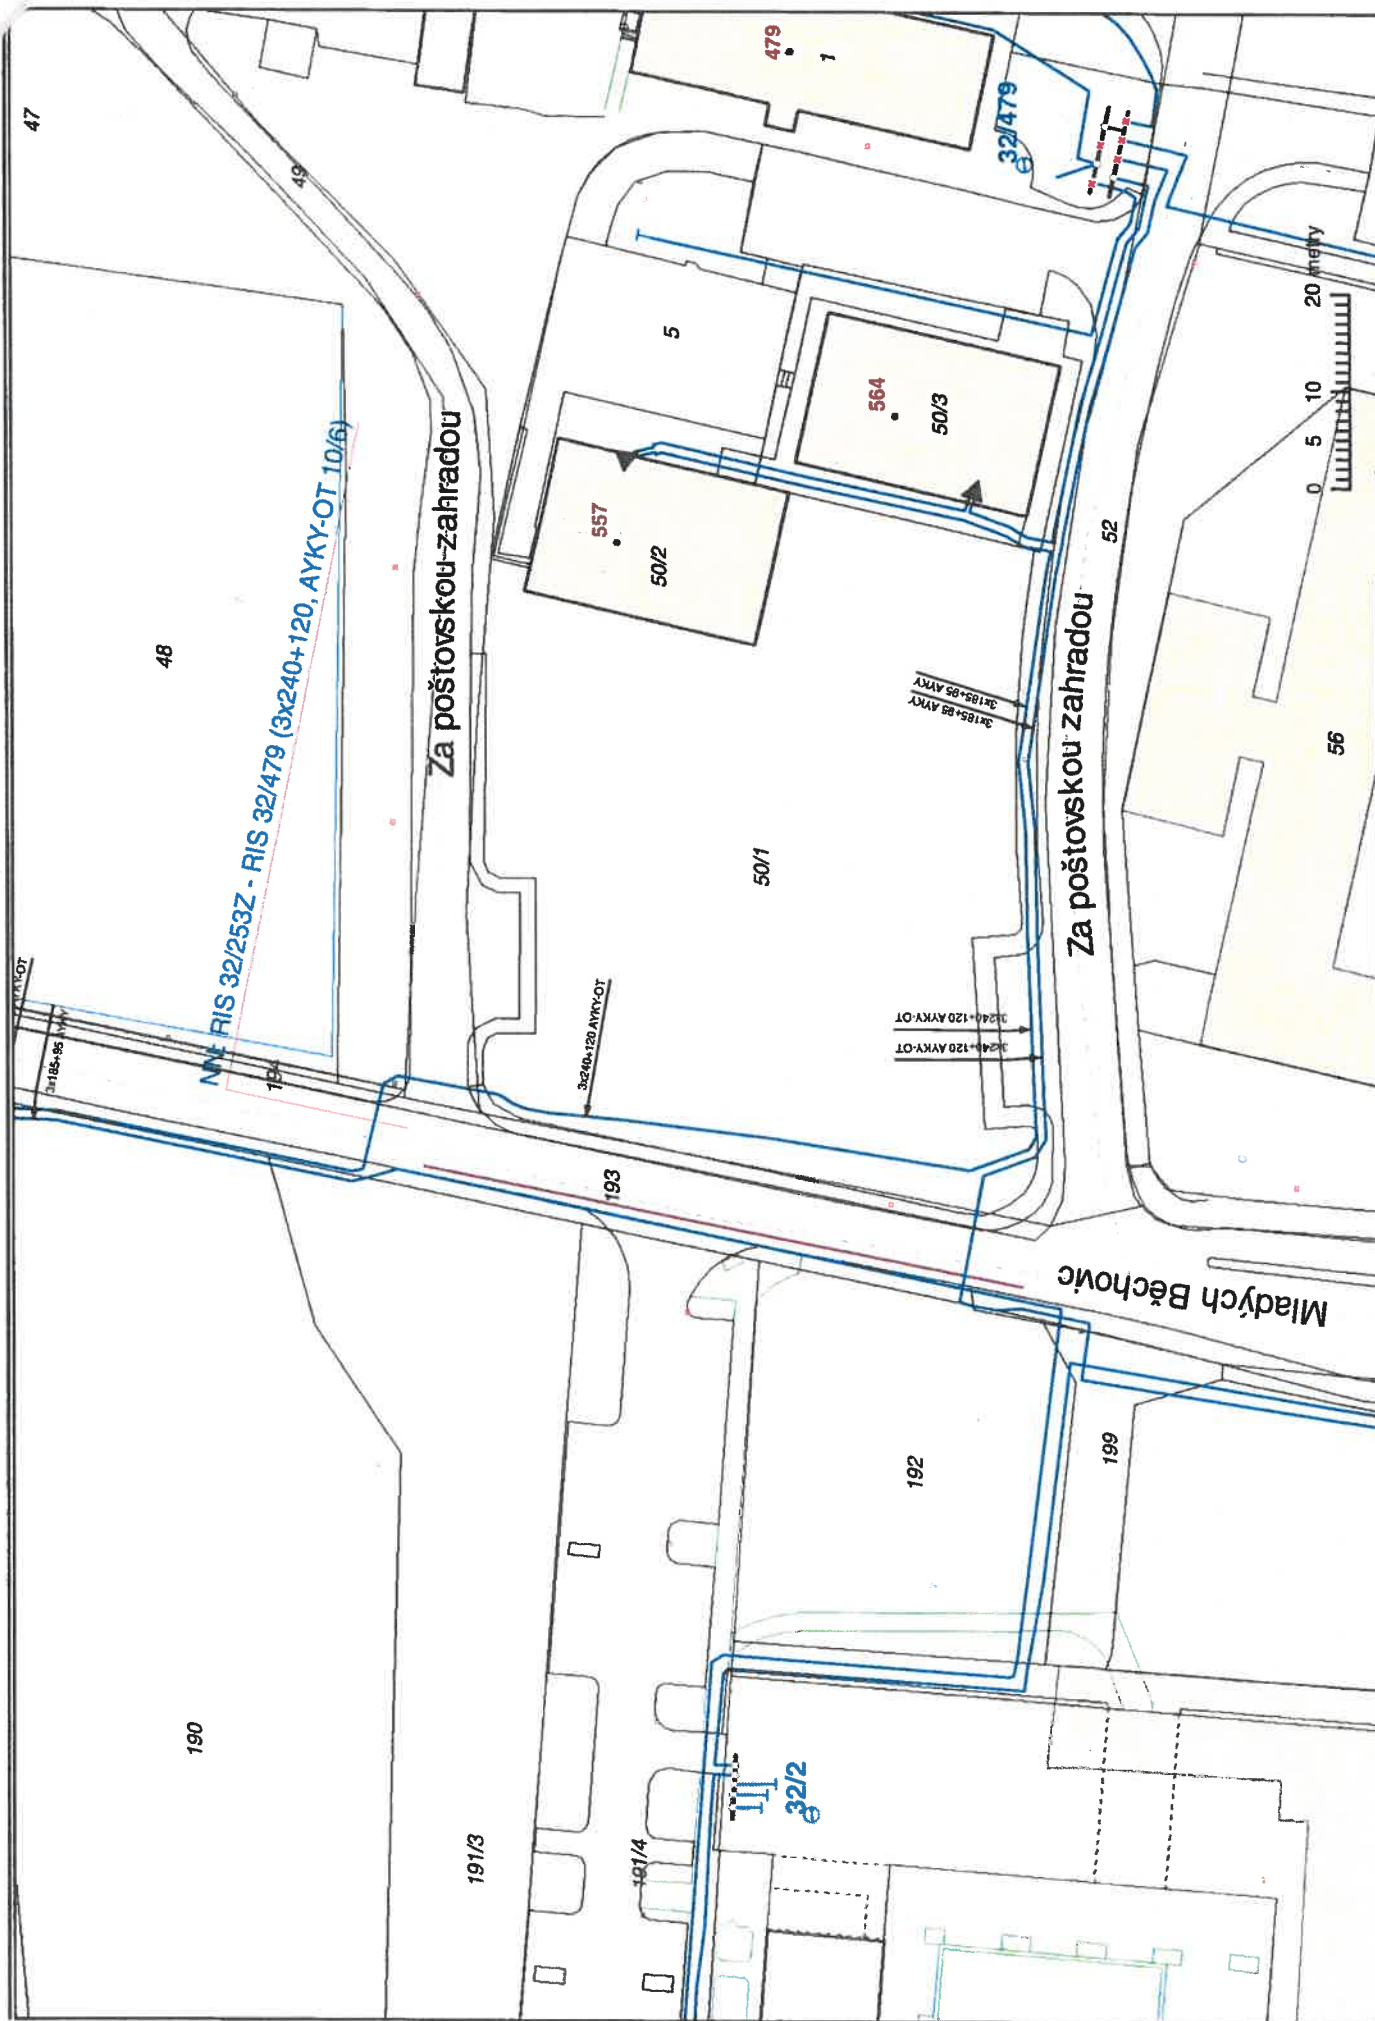 47
49
479
1
32/479
48
NN: RIS 32/253Z - RIS 32/479 (3x240+120, AYKY-OT 10/6)
Za poštovskou zahradou
5
564
50/3
557
50/2
20 metry
10
5
0
52
3x185+95 AYKY
3x185+95 AYKY
Za poštovskou zahradou
56
50/1
AYKY-OT
3x185+95 AYKY
194
3x240+120 AYKY-OT
3x240+120 AYKY-OT
3x240+120 AYKY-OT
193
Mladých Běchovic
192
199
190
191/3
191/4
32/2